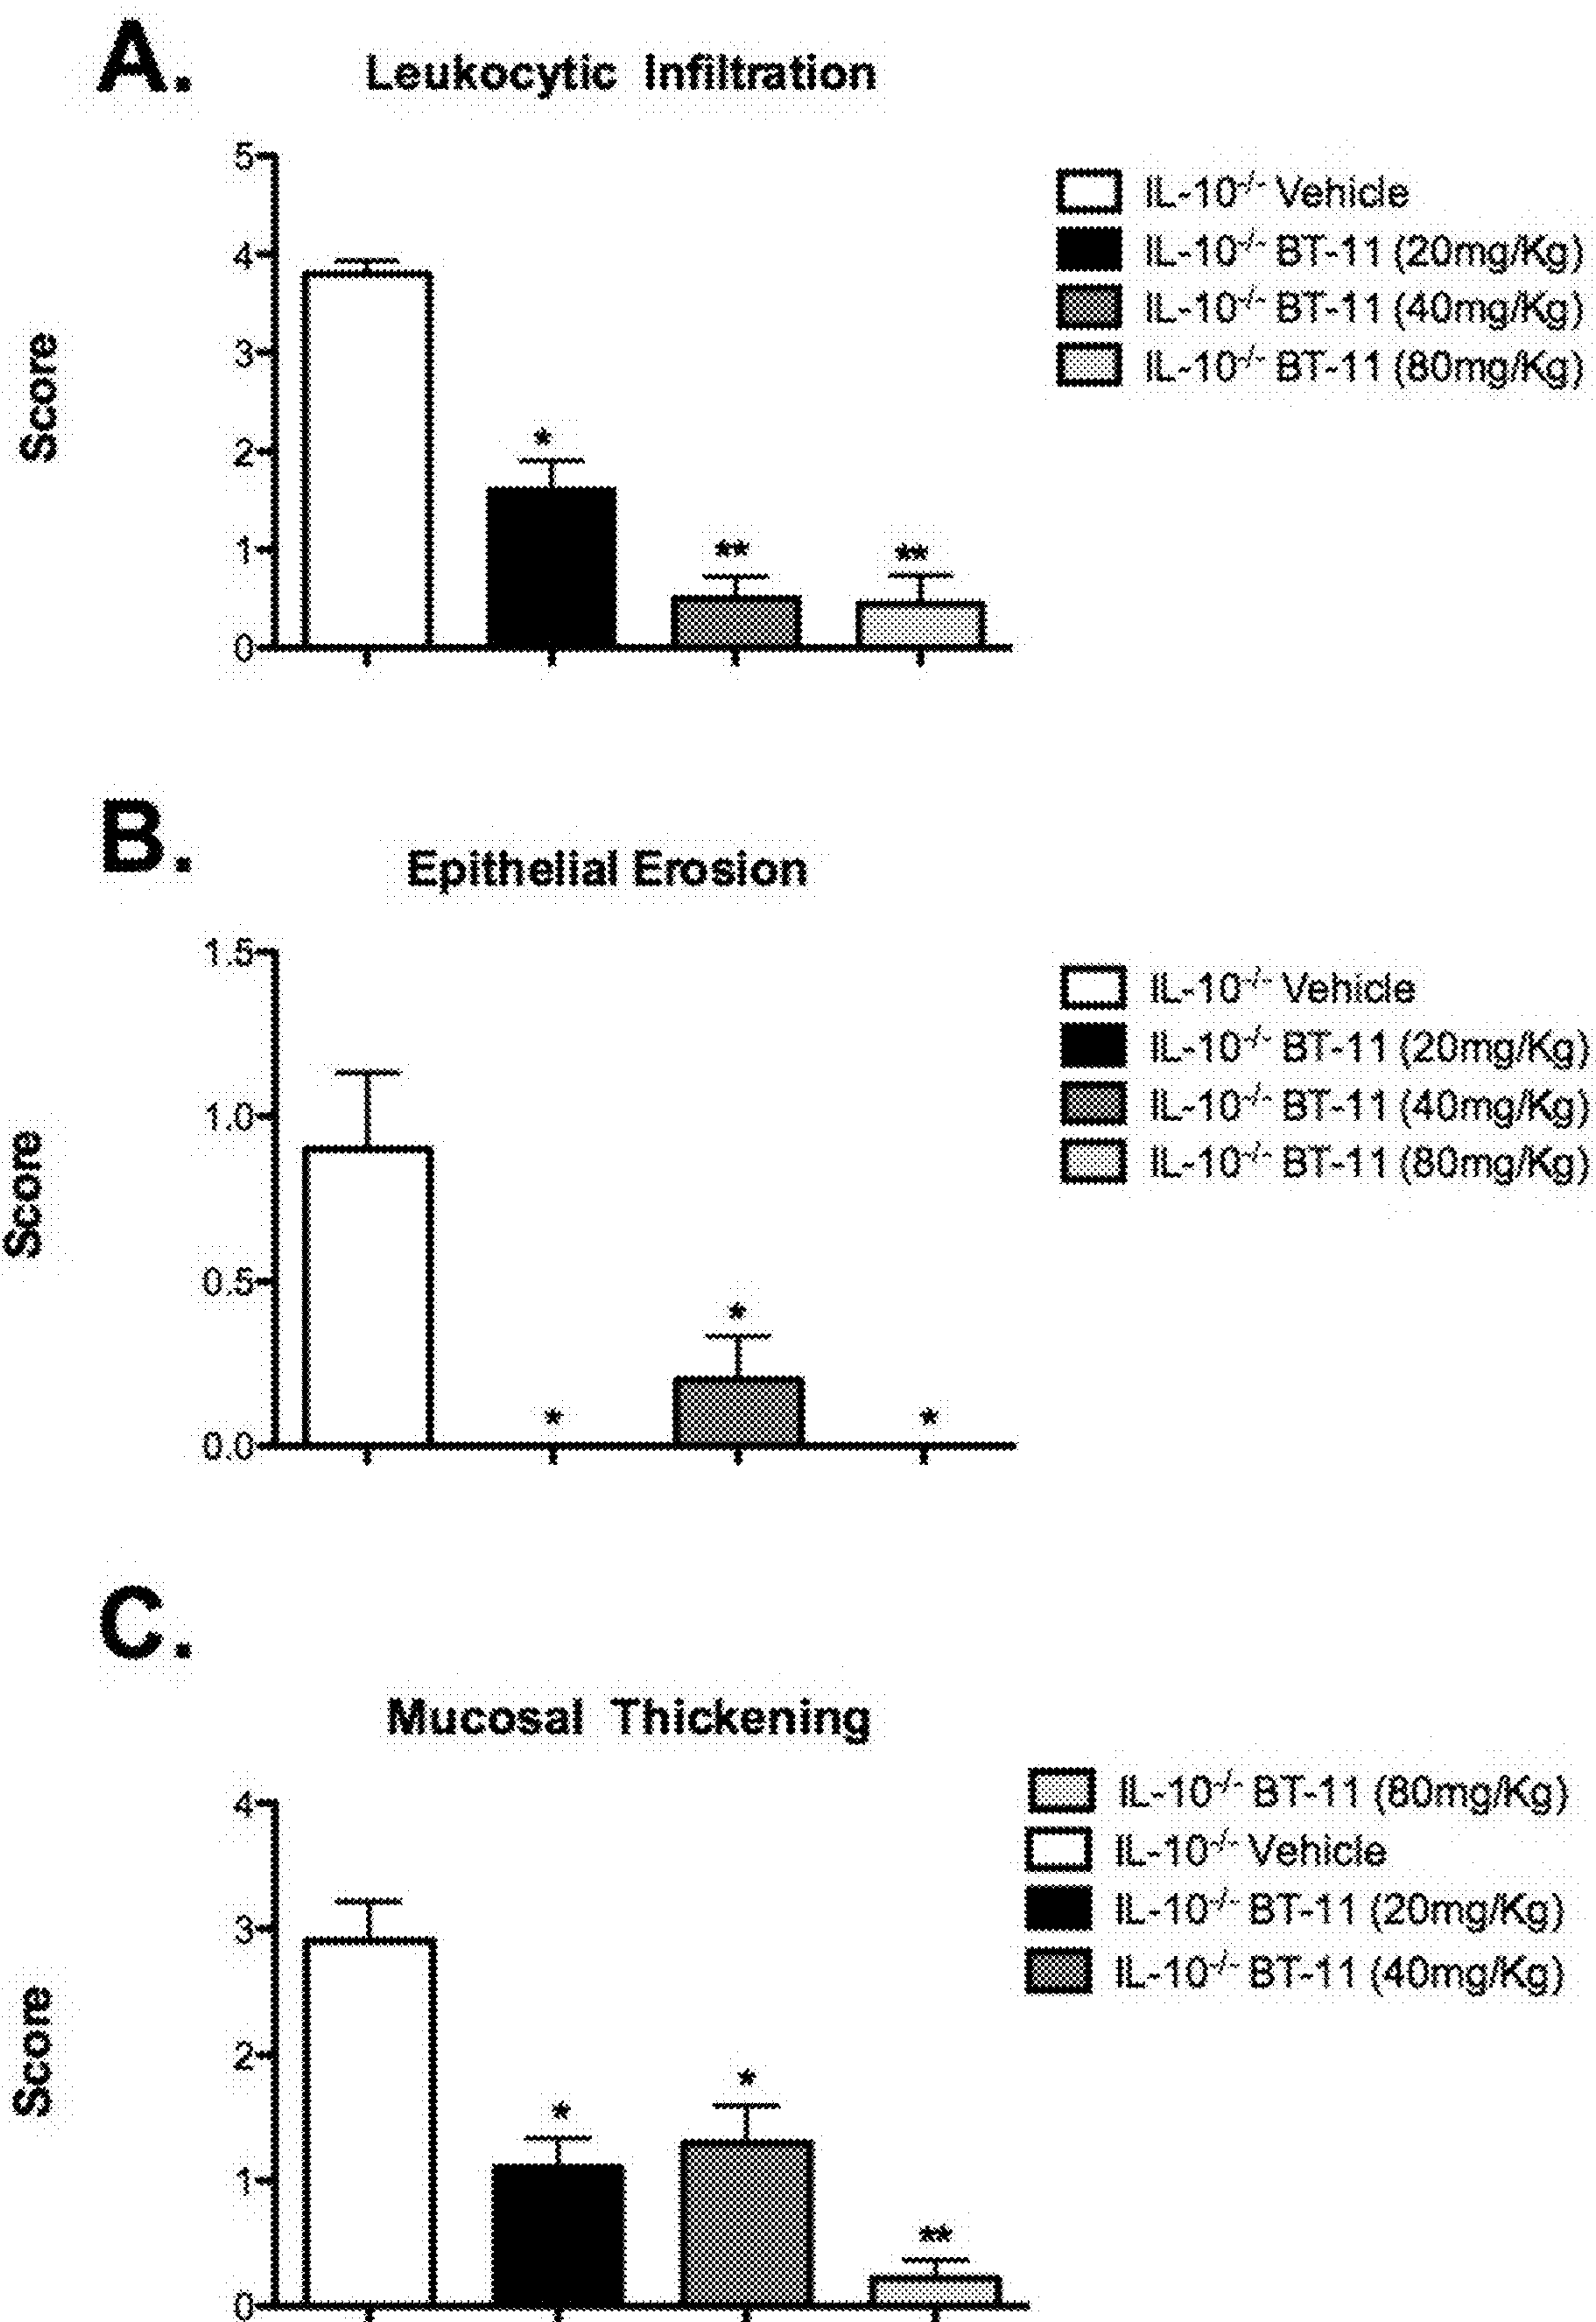 A.
Leukocytic Infiltration
Score
5
4
3
2
1
0
*
**
**
IL-10-/- Vehicle
IL-10-/- BT-11 (20mg/Kg)
IL-10-/- BT-11 (40mg/Kg)
IL-10-/- BT-11 (80mg/Kg)
B.
Epithelial Erosion
Score
1.5
1.0
0.5
0.0
*
*
*
IL-10-/- Vehicle
IL-10-/- BT-11 (20mg/Kg)
IL-10-/- BT-11 (40mg/Kg)
IL-10-/- BT-11 (80mg/Kg)
C.
Mucosal Thickening
Score
4
3
2
1
0
*
*
**
IL-10-/- BT-11 (80mg/Kg)
IL-10-/- Vehicle
IL-10-/- BT-11 (20mg/Kg)
IL-10-/- BT-11 (40mg/Kg)